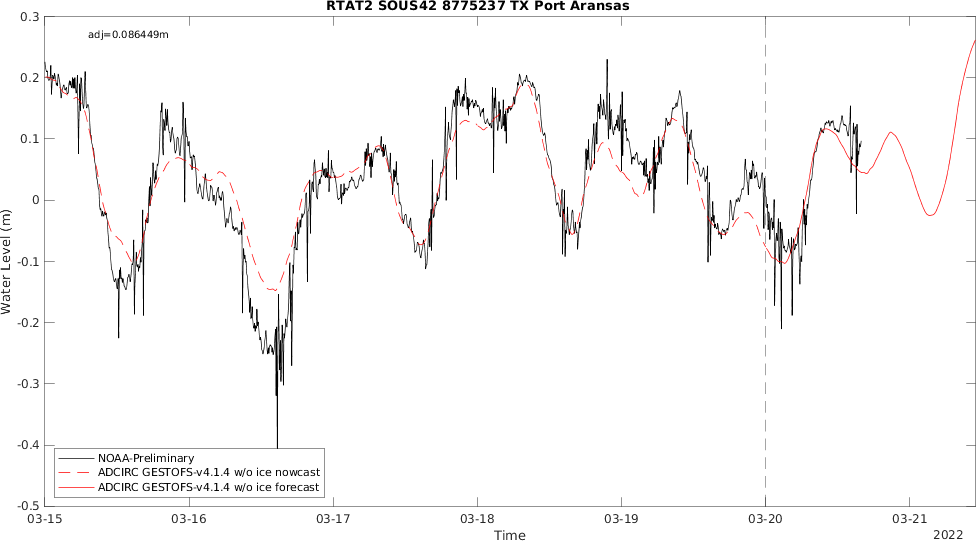 RTAT2 SOUS42 8775237 TX Port Aransas
adj=0.086449m
0.3
0.2
0.1
0
-0.1
-0.2
-0.3
-0.4
-0.5
Water Level (m)
NOAA-Preliminary
ADCIRC GESTOFS-v4.1.4 w/o ice nowcast
ADCIRC GESTOFS-v4.1.4 w/o ice forecast
03-15 03-16 03-17 03-18 03-19 03-20 03-21
Time
2022